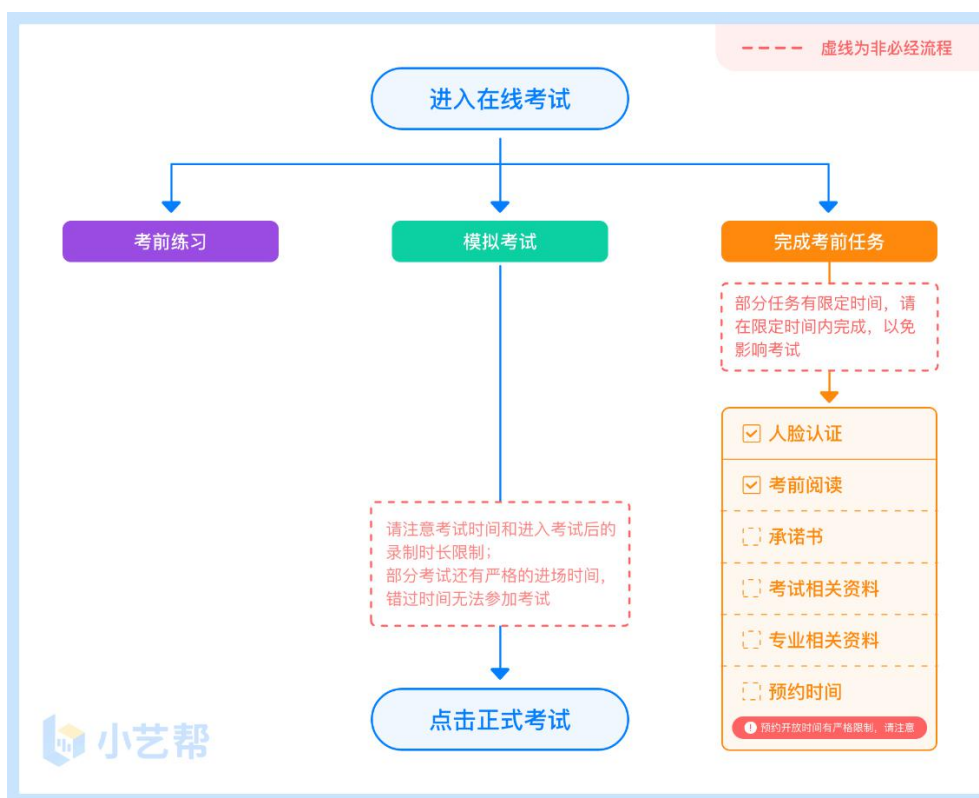 虚线为非必经流程
进入在线考试
考前练习
模拟考试
完成考前任务
部分任务有限定时间，请
在限定时间内完成，以免
影响考试
人脸认证
考前阅读
承诺书
考试相关资料
专业相关资料
预约时间
预约开放时间有严格限制，请注意
请注意考试时间和进入考试后的
录制时长限制；
部分考试还有严格的进场时间，
错过时间无法参加考试
点击正式考试
小艺帮